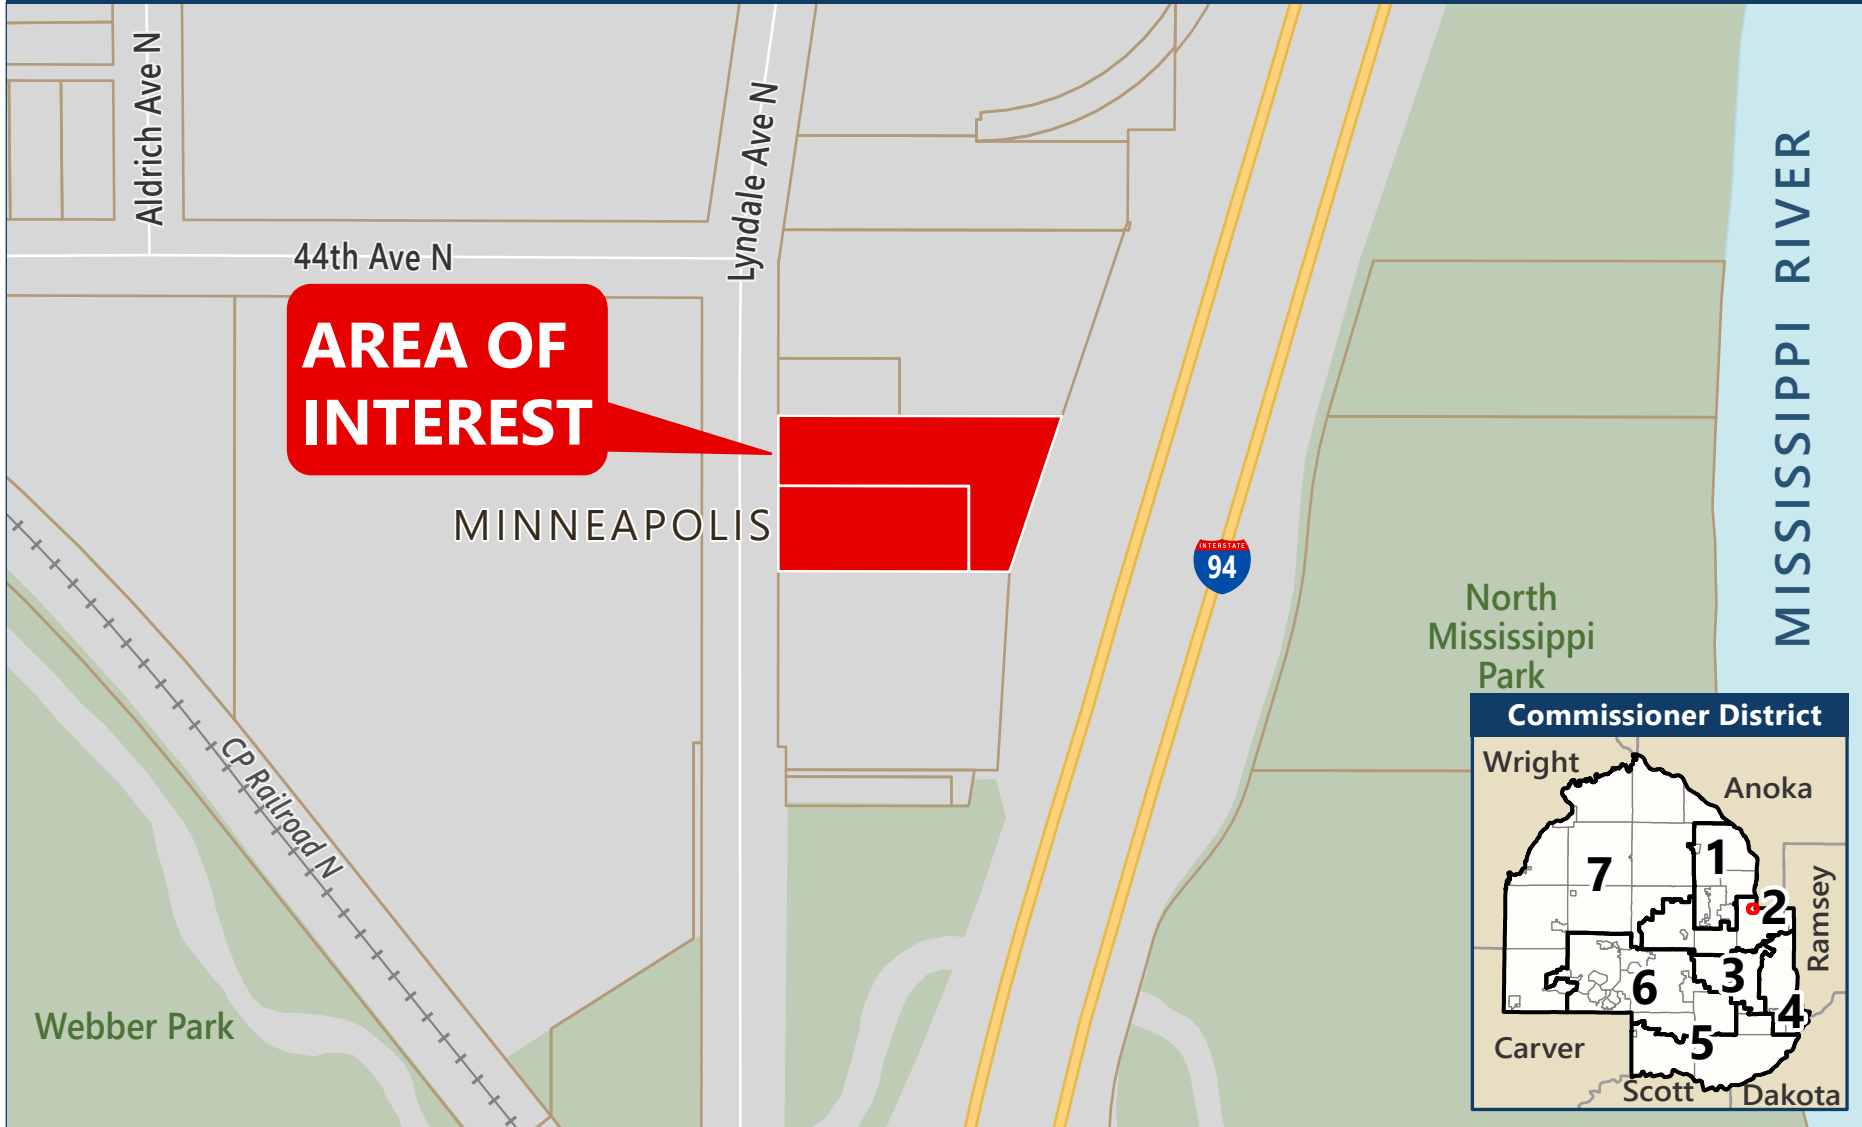 Aldrich Ave N
Lyndale Ave N
44th Ave N
AREA OF
INTEREST
MINNEAPOLIS
INTERSTATE
94
MISSISSIPPI RIVER
North
Mississippi
Park
CP Railroad N
Webber Park
Commissioner District
Wright
Anoka
1
7
2
Ramsey
3
6
4
5
Carver
Scott
Dakota